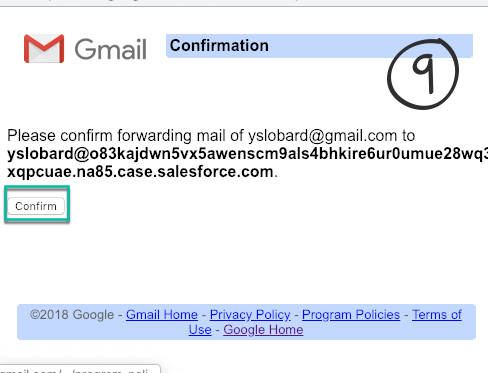 Gmail
Confirmation
9
Please confirm forwarding mail of yslobard@gmail.com to
yslobard@o83kajdwn5vx5awenscm9als4bhkire6ur0umue28wq3
xqpcuae.na85.case.salesforce.com.
Confirm
©2018 Google - Gmail Home - Privacy Policy - Program Policies - Terms of
Use - Google Home